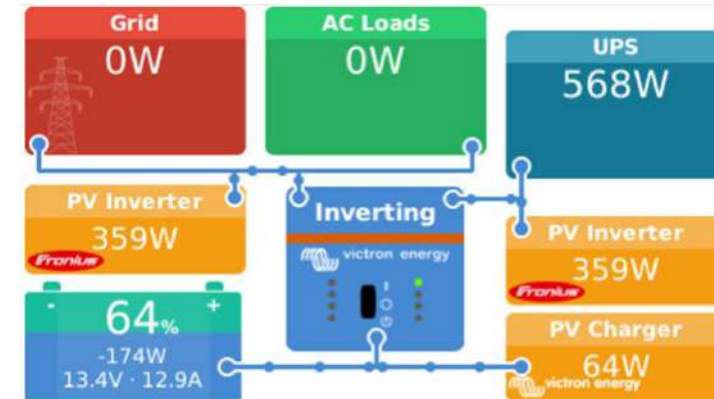 Grid
0W
AC Loads
0W
UPS
568W
PV Inverter
359W
Fronius
Inverting
victron energy
PV Inverter
359W
Fronius
- 64% +
-174W
13.4V · 12.9A
PV Charger
64W
victron energy